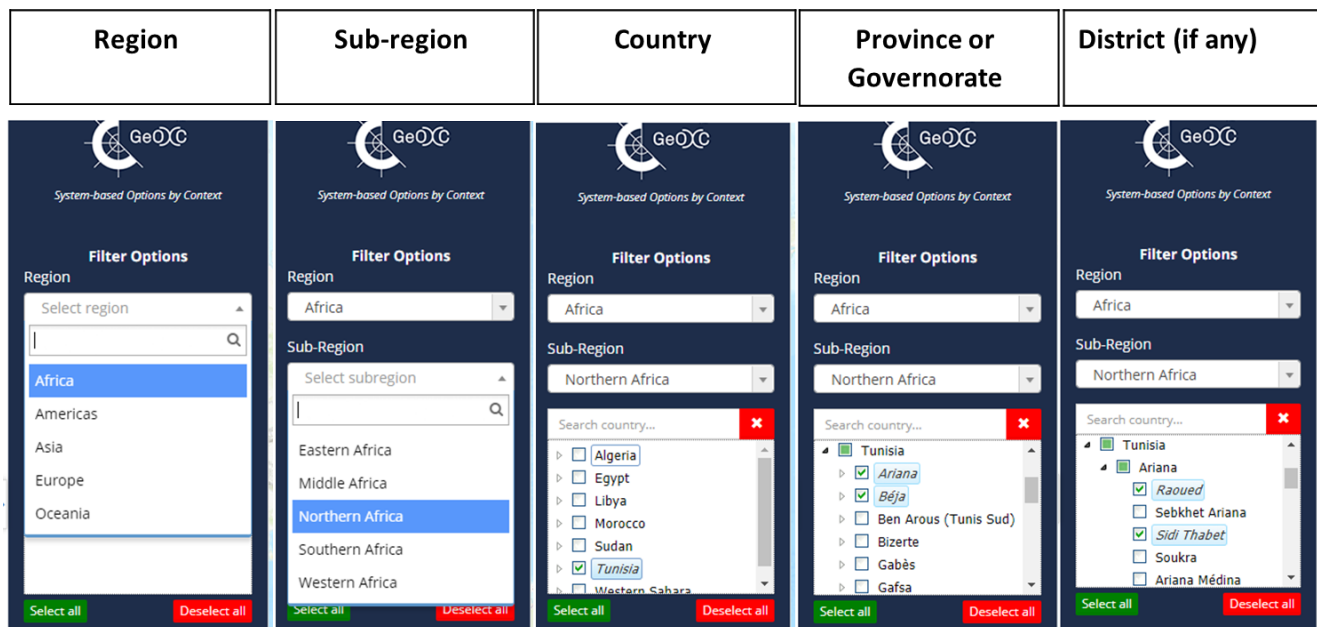 Region
Sub-region
Country
Province or
Governorate
District (if any)
GeOC
System-based Options by Context
Filter Options
Region
Select region
Africa
Americas
Asia
Europe
Oceania
Select all
Deselect all
GeOC
System-based Options by Context
Filter Options
Region
Africa
Sub-Region
Select subregion
Eastern Africa
Middle Africa
Northern Africa
Southern Africa
Western Africa
Select all
Deselect all
GeOC
System-based Options by Context
Filter Options
Region
Africa
Sub-Region
Northern Africa
Search country...
Algeria
Egypt
Libya
Morocco
Sudan
Tunisia
Western Sahara
Select all
Deselect all
GeOC
System-based Options by Context
Filter Options
Region
Africa
Sub-Region
Northern Africa
Search country...
Tunisia
Ariana
Béja
Ben Arous (Tunis Sud)
Bizerte
Gabès
Gafsa
Select all
Deselect all
GeOC
System-based Options by Context
Filter Options
Region
Africa
Sub-Region
Northern Africa
Search country...
Tunisia
Ariana
Raoued
Sebkhet Ariana
Sidi Thabet
Soukra
Ariana Médina
Select all
Deselect all